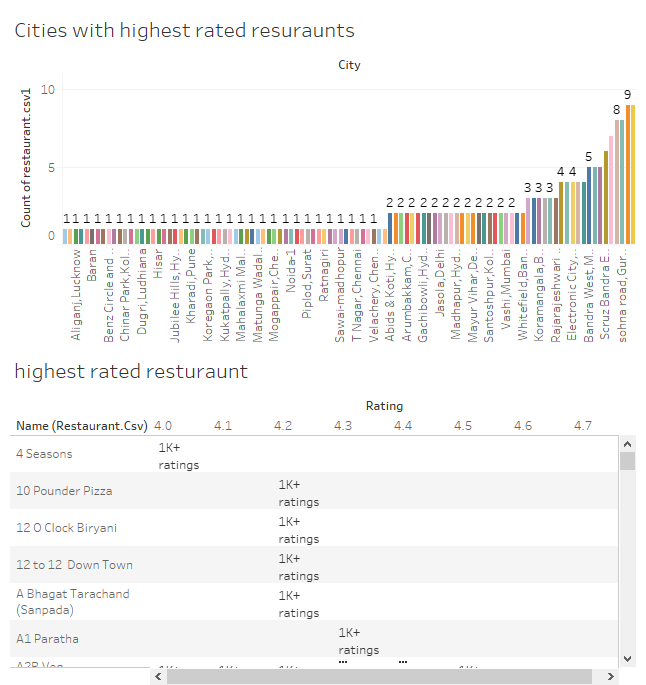 Cities with highest rated resuraunts
City
Count of restaurant.csv1
10
5
0
1 1 1 1 1 1 1 1 1 1 1 1 1 1 1 1 1 1 1 1 1 1 1 1 1 1 1 1 1 2 2 2 2 2 2 2 2 2 2 2 2 3 3 3 4 4 5 8 9
Aliganj,Lucknow
Baran
Benz Circle and..
Chinar Park,Kol..
Dugri,Ludhiana
Hisar
Jubilee Hills,Hy..
Kharadi,Pune
Koregaon Park,..
Kukatpally,Hyd..
Mahalaxmi Mal..
Matunga Wadal..
Mogappair,Che..
Noida-1
Piplod,Surat
Ratnagiri
Sawai-madhopur
T Nagar,Chennai
Velachery,Chen..
Abids & Koti,Hy..
Arumbakkam,C..
Gachibowli,Hyd..
Jasola,Delhi
Madhapur,Hyd..
Mayur Vihar,De..
Santoshpur,Kol..
Vashi,Mumbai
Whitefield,Ban..
Koramangala,B..
Rajarajeshwari ..
Electronic City,..
Bandra West,M..
Scruz Bandra E..
sohna road,Gur..
highest rated resturaunt
Rating
Name (Restaurant.Csv) 4.0 4.1 4.2 4.3 4.4 4.5 4.6 4.7
4 Seasons 1K+
ratings
10 Pounder Pizza 1K+
ratings
12 O Clock Biryani 1K+
ratings
12 to 12 Down Town 1K+
ratings
A Bhagat Tarachand 1K+
(Sanpada) ratings
A1 Paratha 1K+
ratings